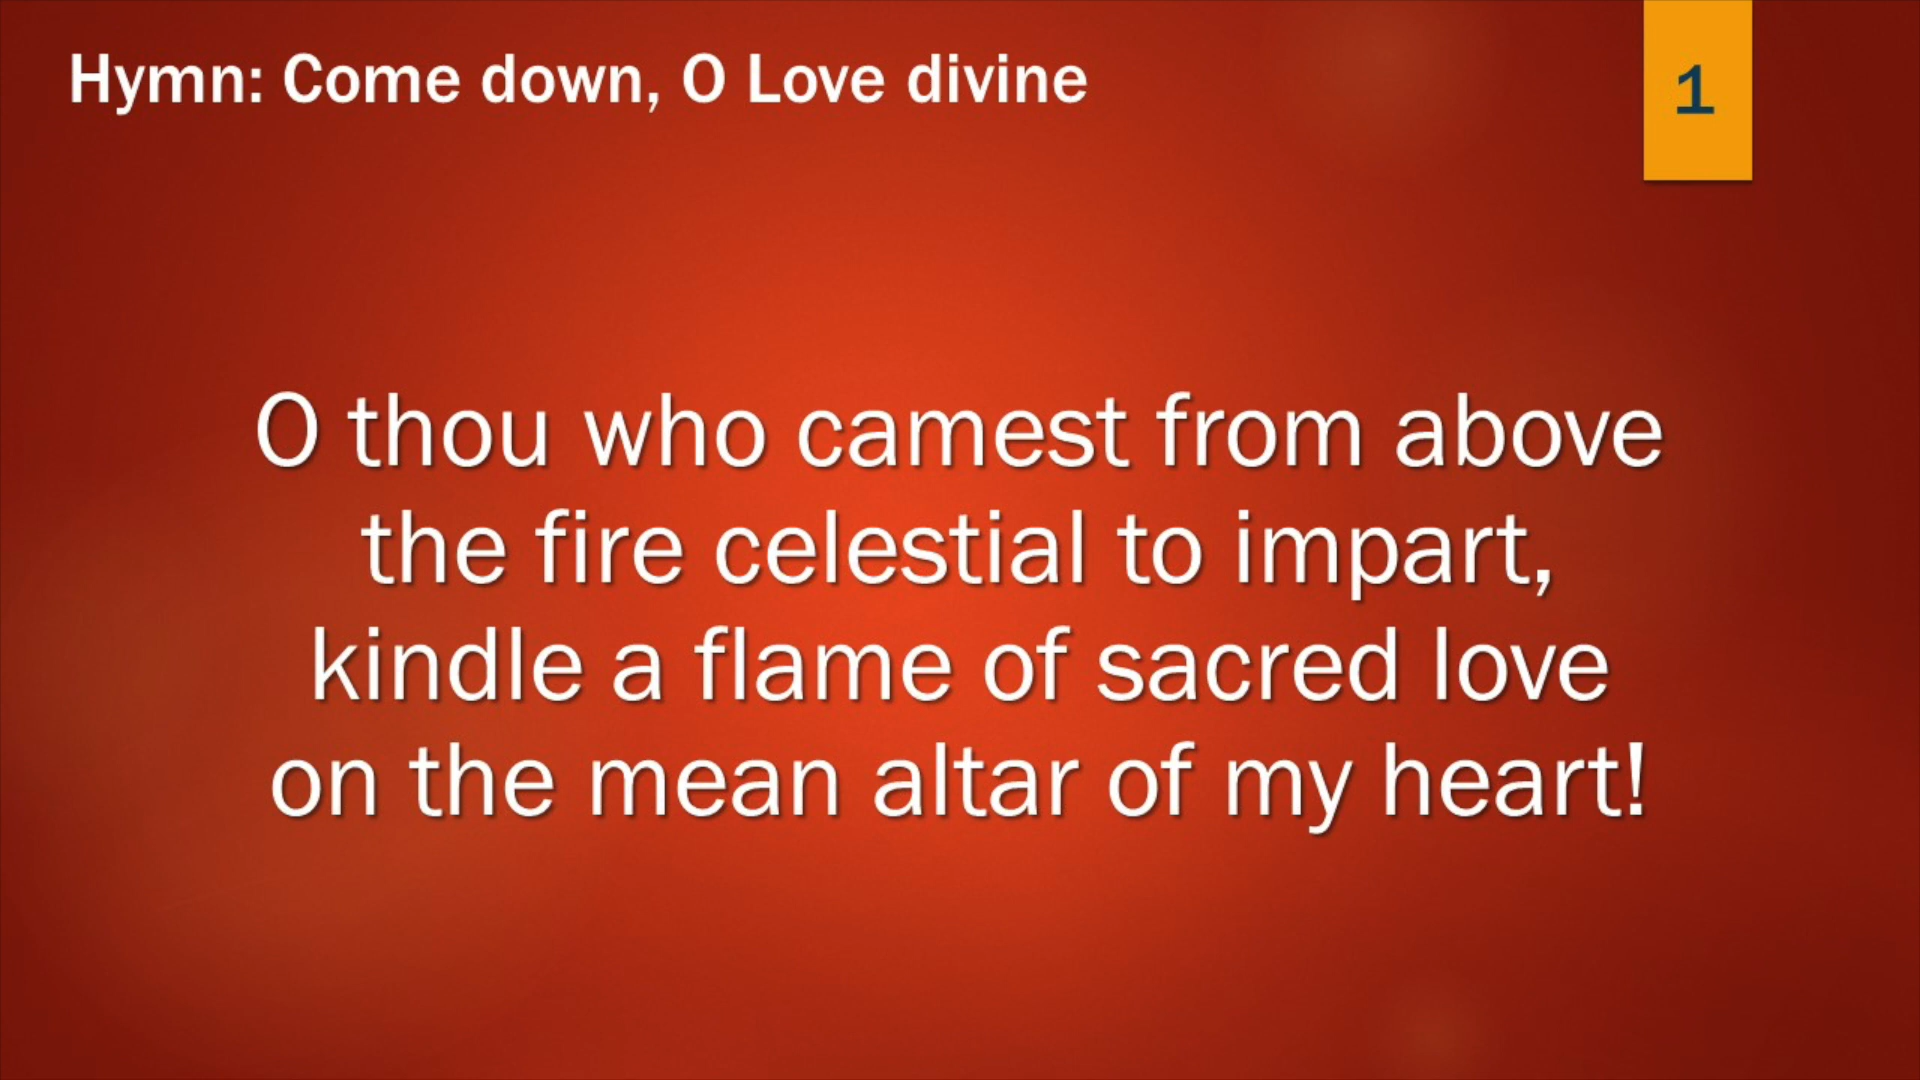 Hymn: Come down, O Love divine
1
O thou who camest from above
the fire celestial to impart,
kindle a flame of sacred love
on the mean altar of my heart!